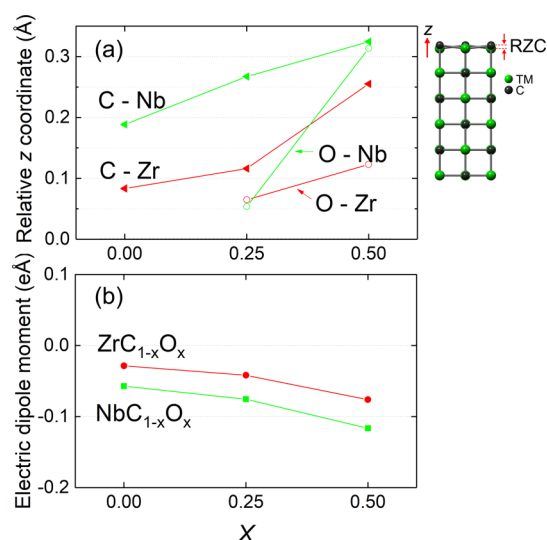 Relative z coordinate (Å)
(a)
0.3
0.2
0.1
0.0
C - Nb
C - Zr
O - Nb
O - Zr
0.00 0.25 0.50
z
RZC
TM
C
Electric dipole moment (eÅ)
(b)
0.1
0.0
-0.1
-0.2
ZrC1-xOx
NbC1-xOx
0.00 0.25 0.50
X